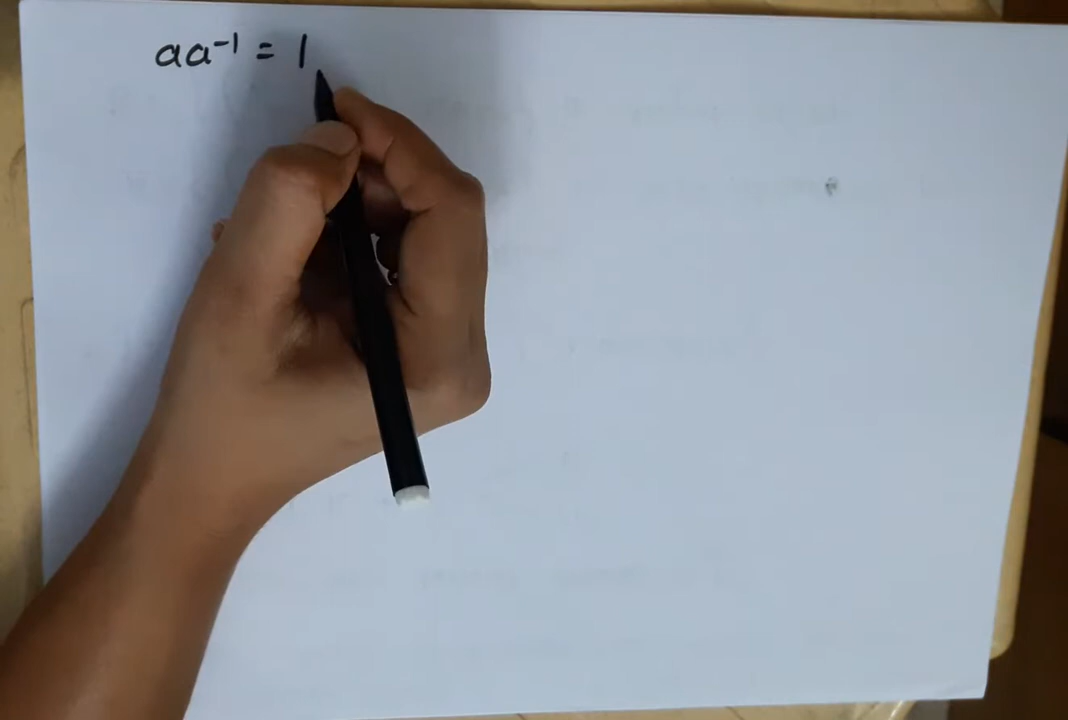 aa⁻¹ = 1